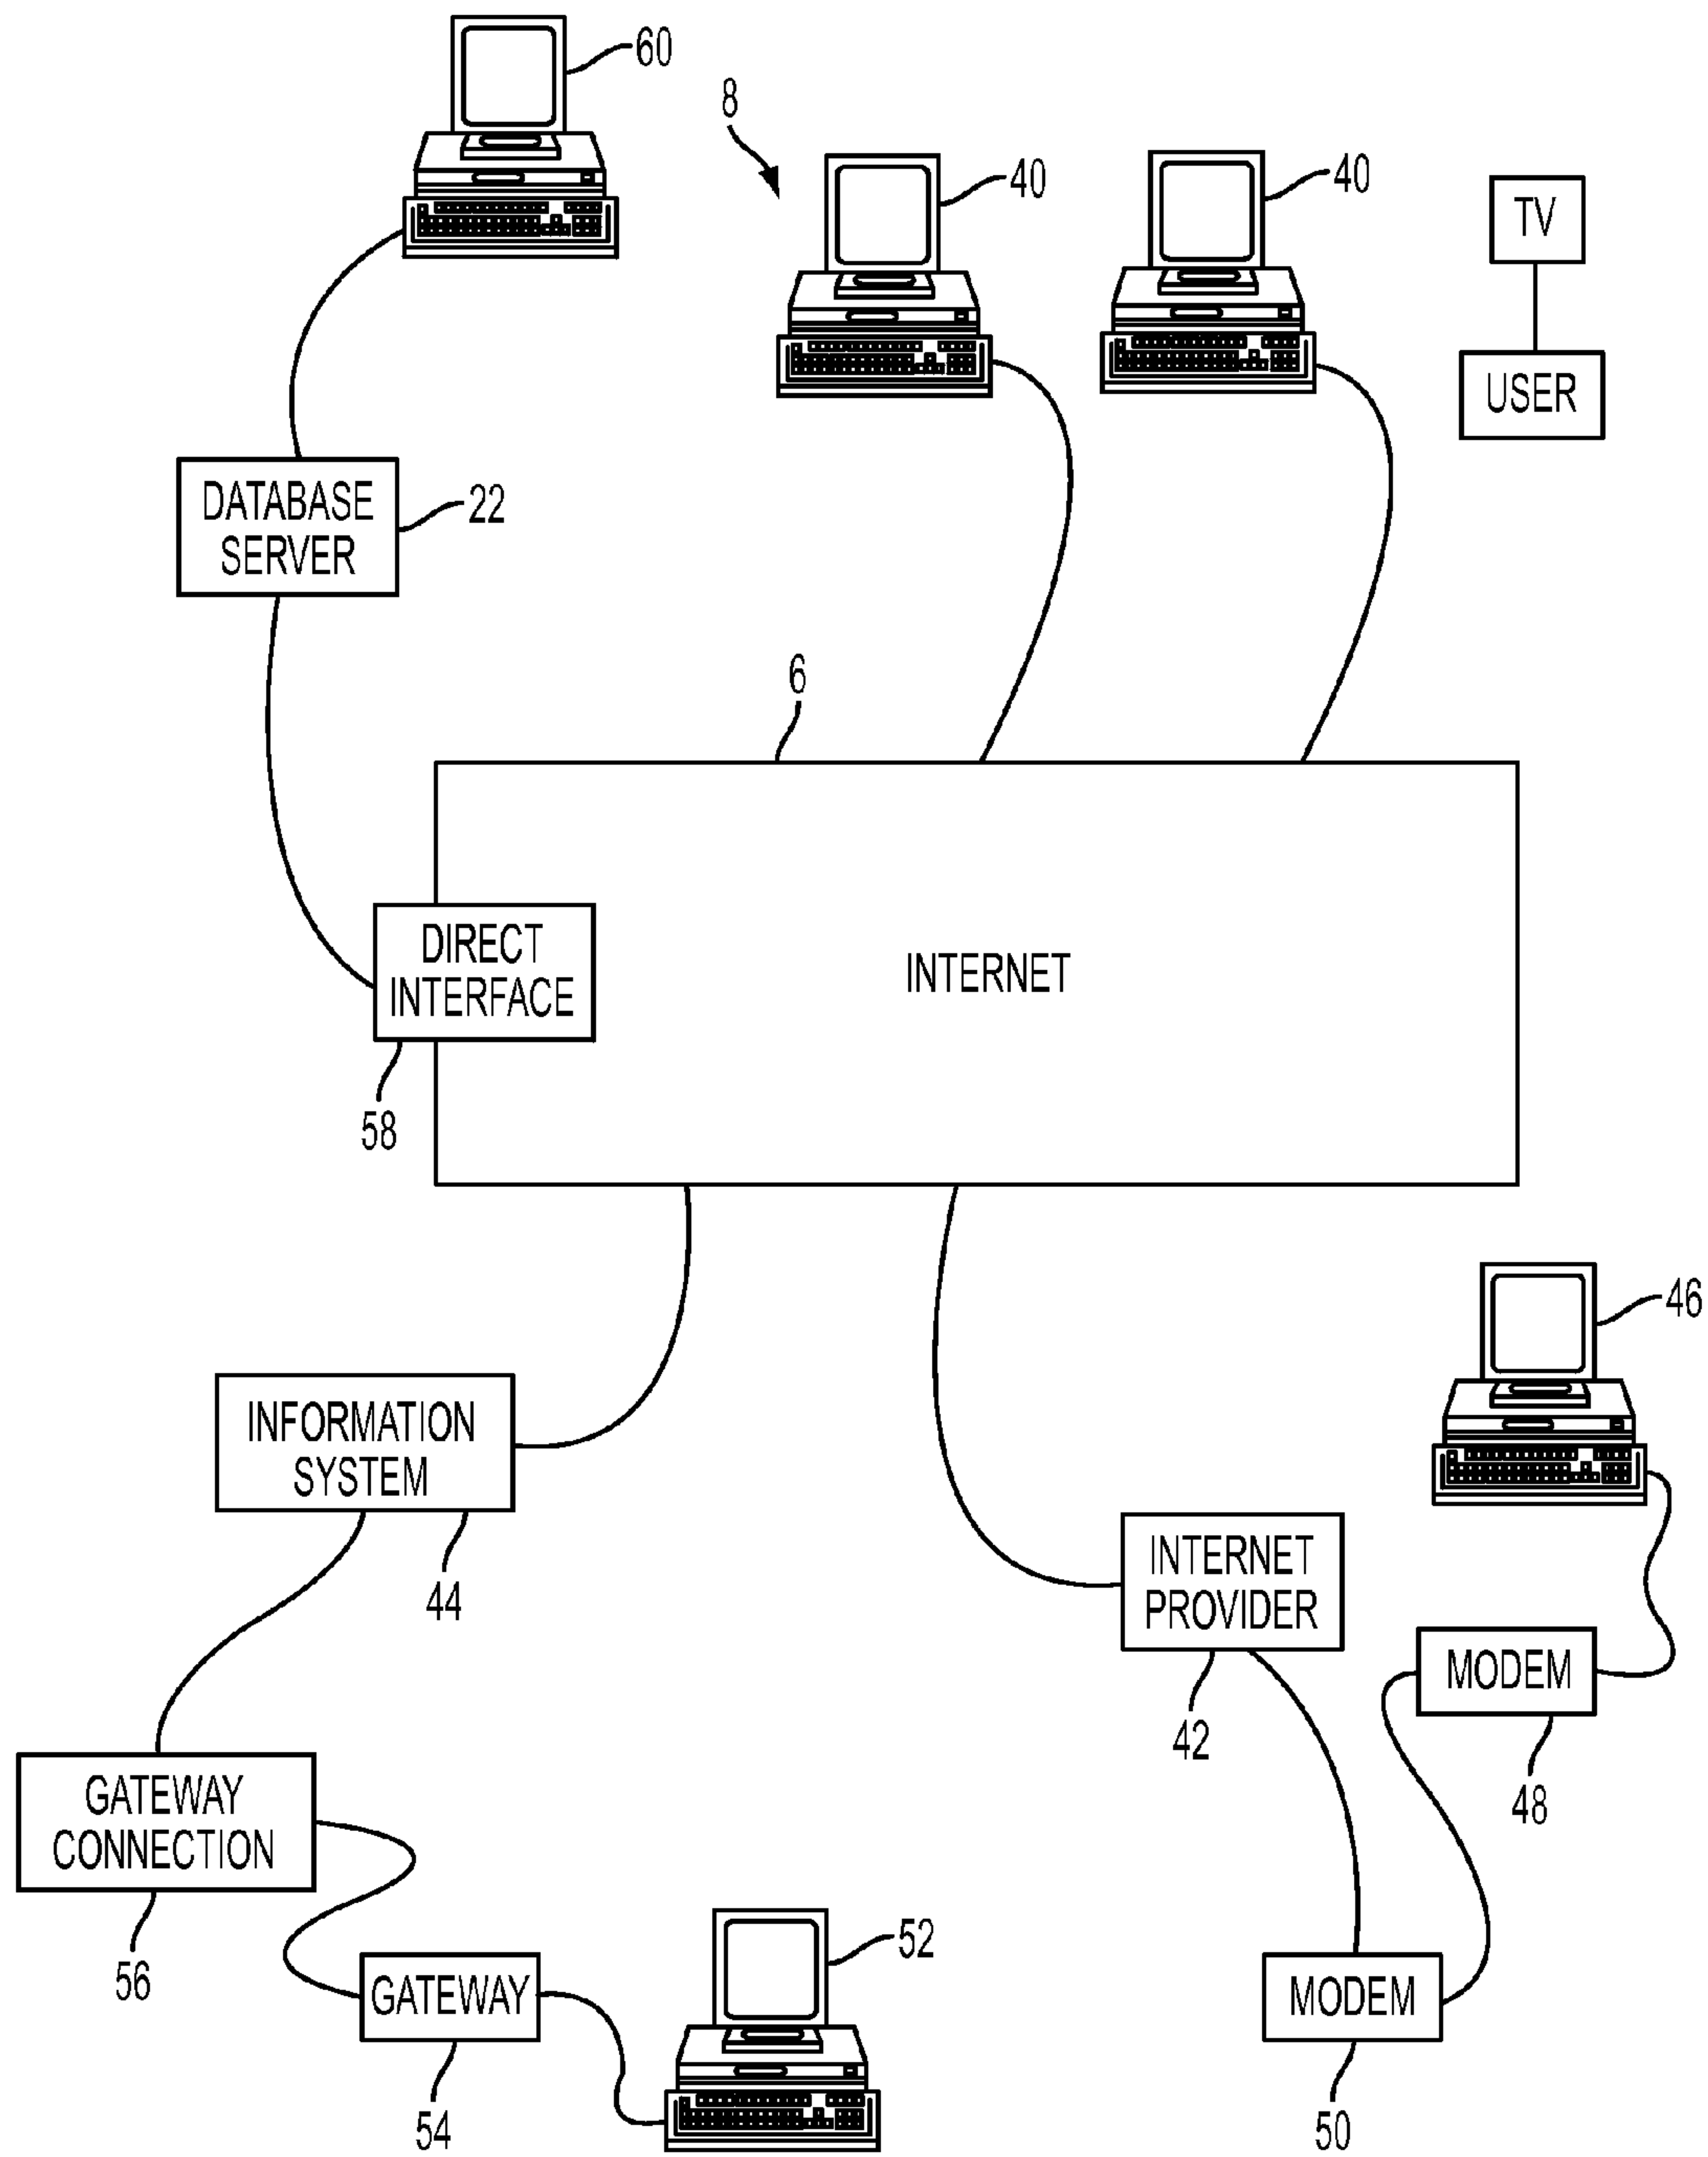 60
8
40
40
TV
USER
DATABASE
SERVER
22
6
DIRECT
INTERFACE
INTERNET
58
46
INFORMATION
SYSTEM
44
INTERNET
PROVIDER
42
MODEM
48
GATEWAY
CONNECTION
56
52
GATEWAY
54
MODEM
50